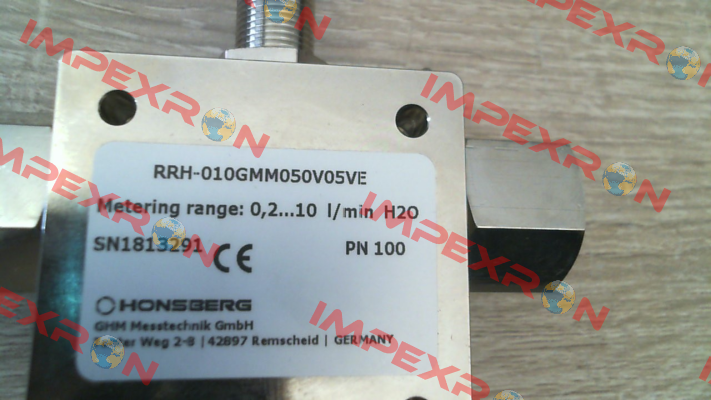 RRH-010GMM050V05VE
Metering range: 0,2...10 l/min H2O
SN1813291 CE PN 100
HONSBERG
GHM Messtechnik GmbH
Weg 2-8 | 42897 Remscheid | GERMANY
IMPEXRON
IMPEXRON
IMPEXRON
IMPEXRON
IMPEXRON
IMPEXRON